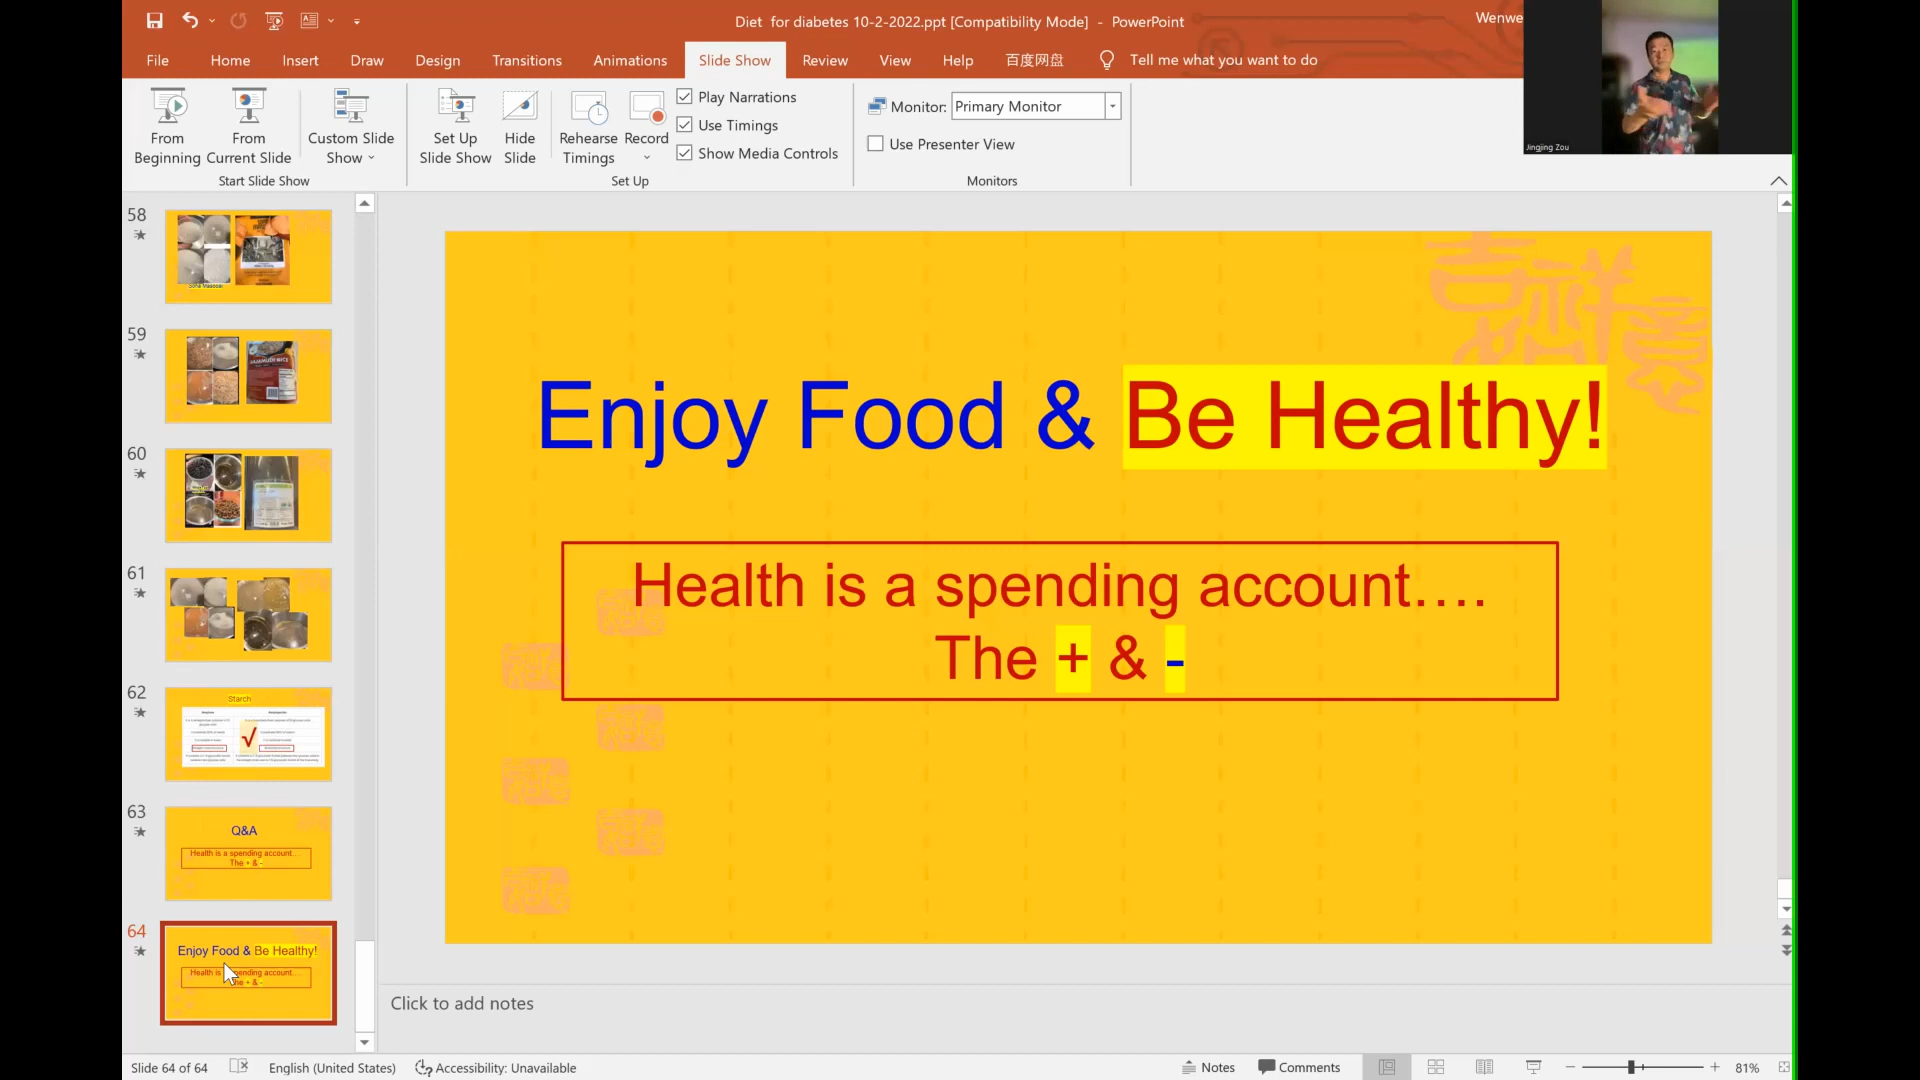 Diet for diabetes 10-2-2022.ppt [Compatibility Mode] - PowerPoint
Wenwe
File Home Insert Draw Design Transitions Animations Slide Show Review View Help 百度网盘 Tell me what you want to do
From Beginning
From Current Slide
Custom Slide Show
Start Slide Show
Set Up Slide Show
Hide Slide
Rehearse Timings
Record
Play Narrations
Use Timings
Show Media Controls
Set Up
Monitor: Primary Monitor
Use Presenter View
Monitors
Jingjing Zou
58
59
60
61
62
Starch
63
Q&A
Health is a spending account....
The + & -
64
Enjoy Food & Be Healthy!
Enjoy Food & Be Healthy!
Health is a spending account....
The + & -
Click to add notes
Slide 64 of 64
English (United States)
Accessibility: Unavailable
Notes
Comments
81%